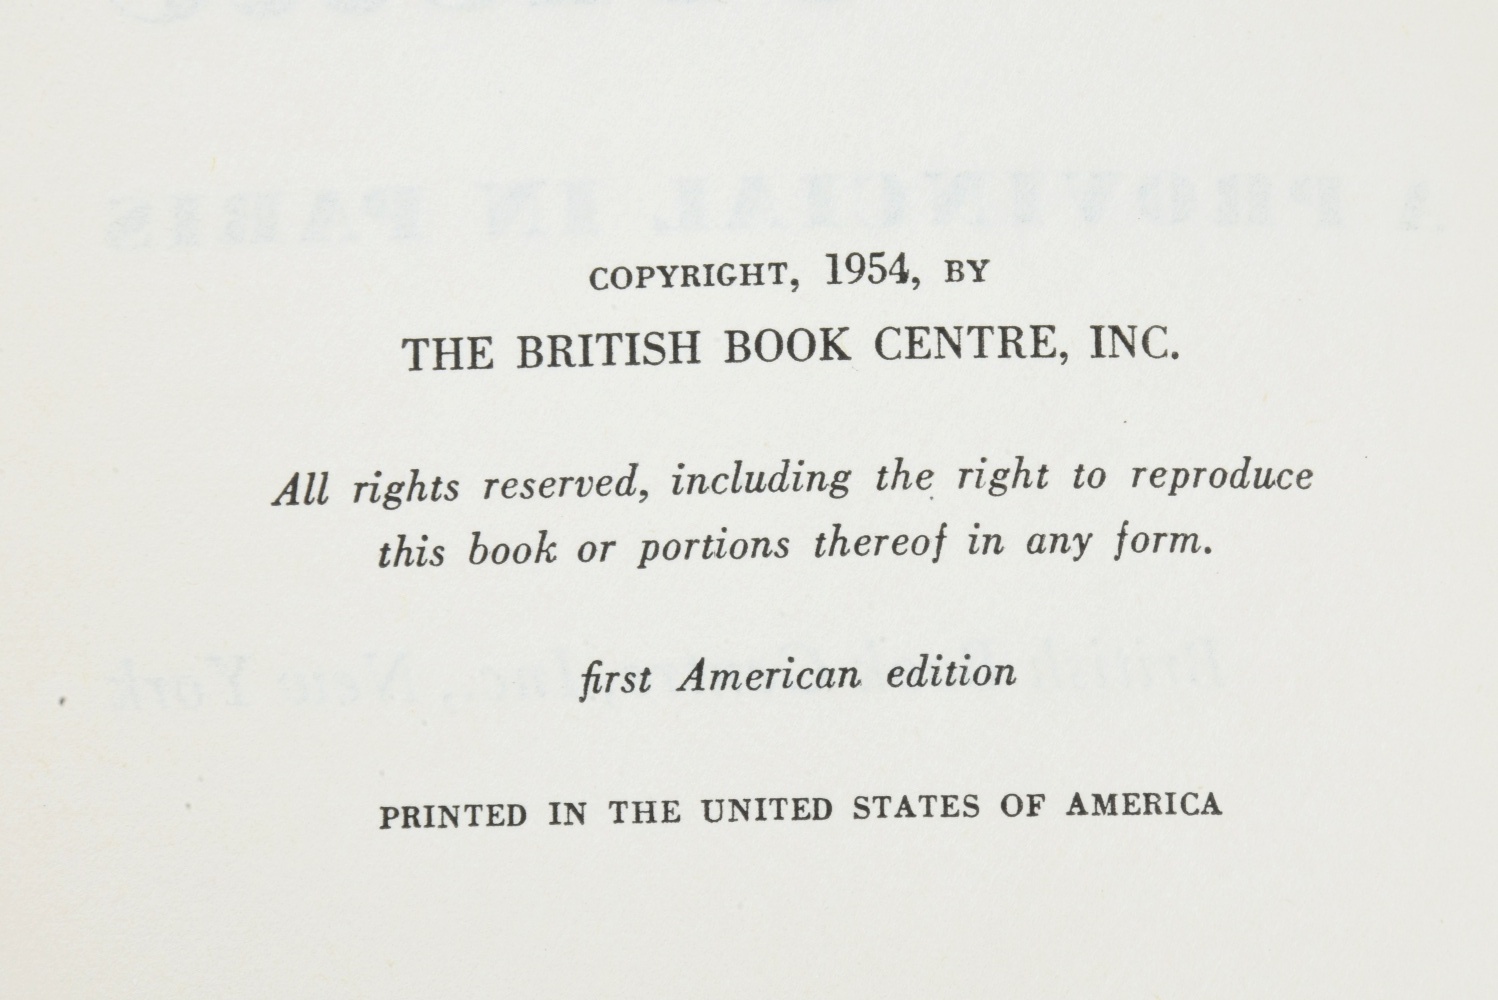 COPYRIGHT, 1954, BY
THE BRITISH BOOK CENTRE, INC.
All rights reserved, including the right to reproduce
this book or portions thereof in any form.
first American edition
PRINTED IN THE UNITED STATES OF AMERICA